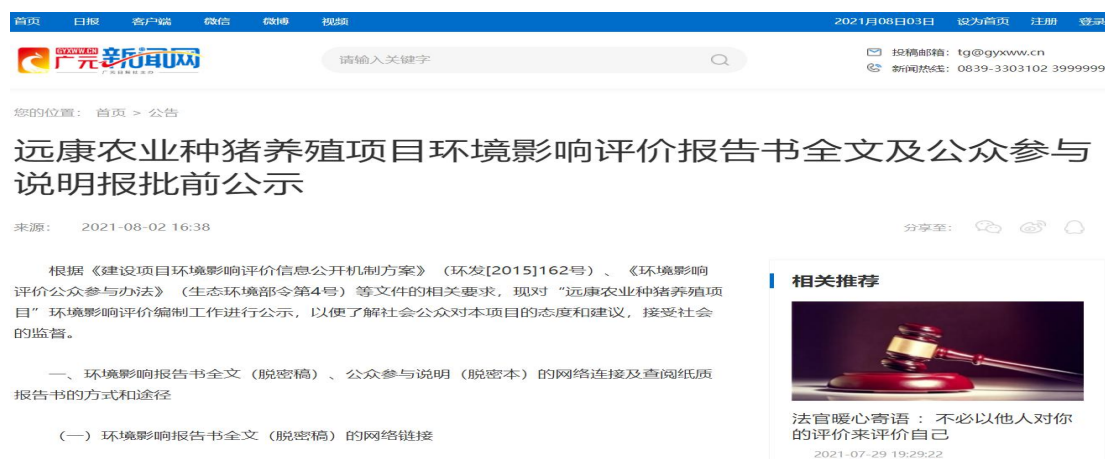 首页 日报 客户端 微信 微博 视频 2021月08日03日 设为首页 注册 登录
GYXWW.CN
广元新闻网
请输入关键字
投稿邮箱：tg@gyxww.cn
新闻热线：0839-3303102 3999999
您的位置： 首页 > 公告
远康农业种猪养殖项目环境影响评价报告书全文及公众参与
说明报批前公示
来源： 2021-08-02 16:38
分享至：
根据《建设项目环境影响评价信息公开机制方案》（环发[2015]162号）、《环境影响
评价公众参与办法》（生态环境部令第4号）等文件的相关要求，现对“远康农业种猪养殖项
目”环境影响评价编制工作进行公示，以便了解社会公众对本项目的态度和建议，接受社会
的监督。
一、环境影响报告书全文（脱密稿）、公众参与说明（脱密本）的网络连接及查阅纸质
报告书的方式和途径
（一）环境影响报告书全文（脱密稿）的网络链接
相关推荐
法官暖心寄语 ：不必以他人对你
的评价来评价自己
2021-07-29 19:29:22